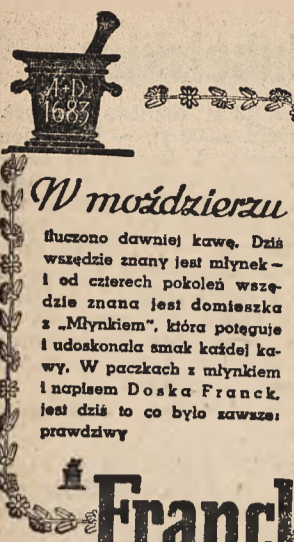 A+D
1683
W moździerzu
tłuczono dawniej kawę. Dziś
wszędzie znany jest młynek –
i od czterech pokoleń wszę-
dzie znana jest domieszka
z „Młynkiem", która potęguje
i udoskonala smak każdej ka-
wy. W paczkach z młynkiem
i napisem Doska Franck,
jest dziś to co było zawsze:
prawdziwy
Franck